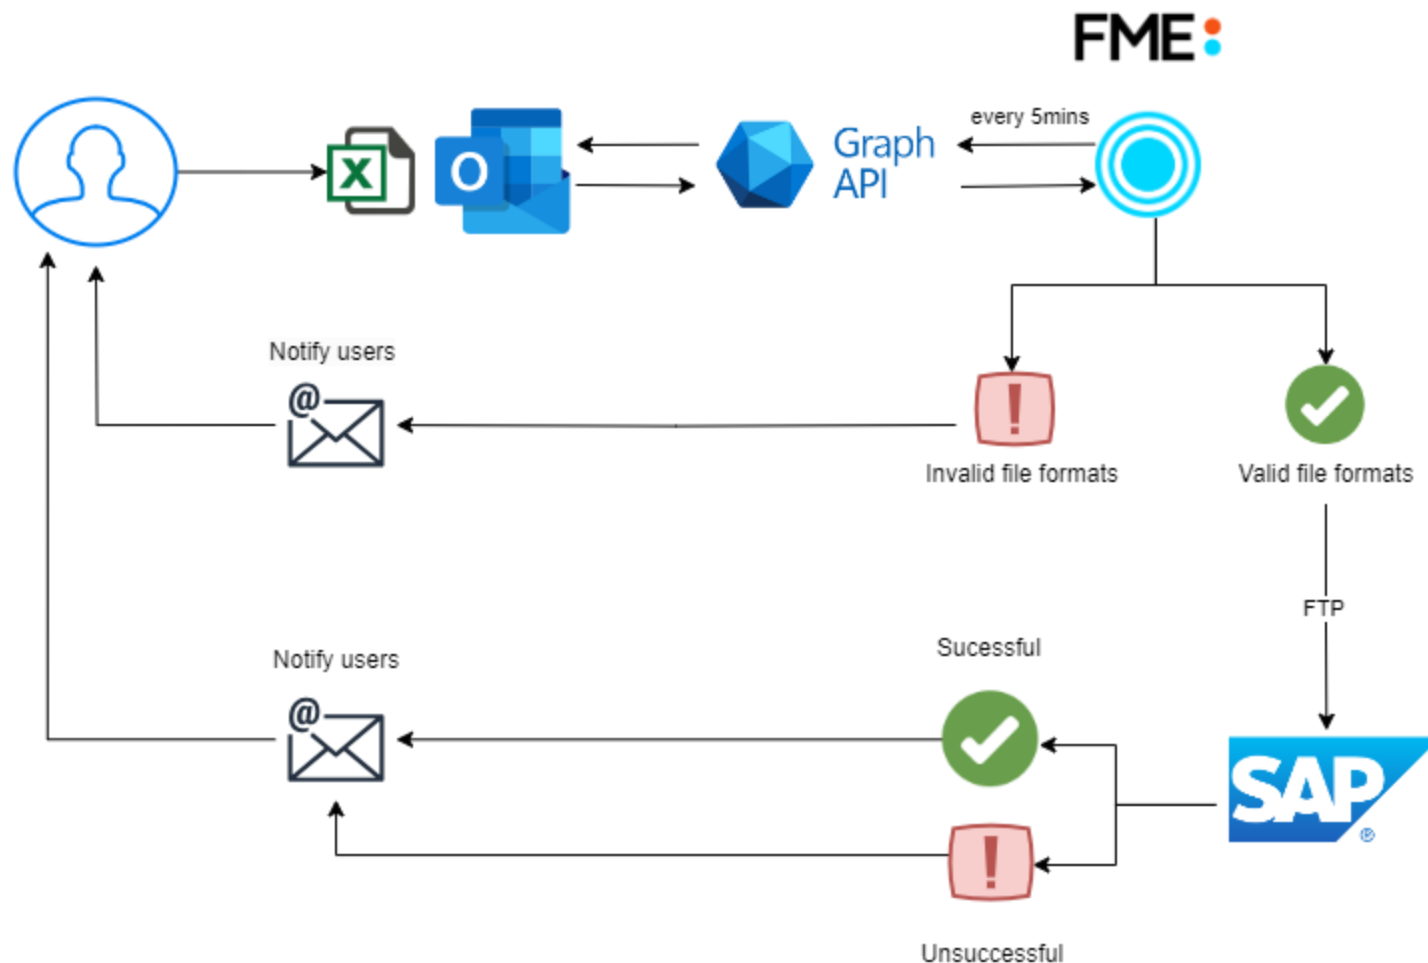 FME:
every 5mins
X
O
Graph
API
Notify users
@
!
Invalid file formats
Valid file formats
FTP
Sucessful
Notify users
@
SAP
®
!
Unsuccessful